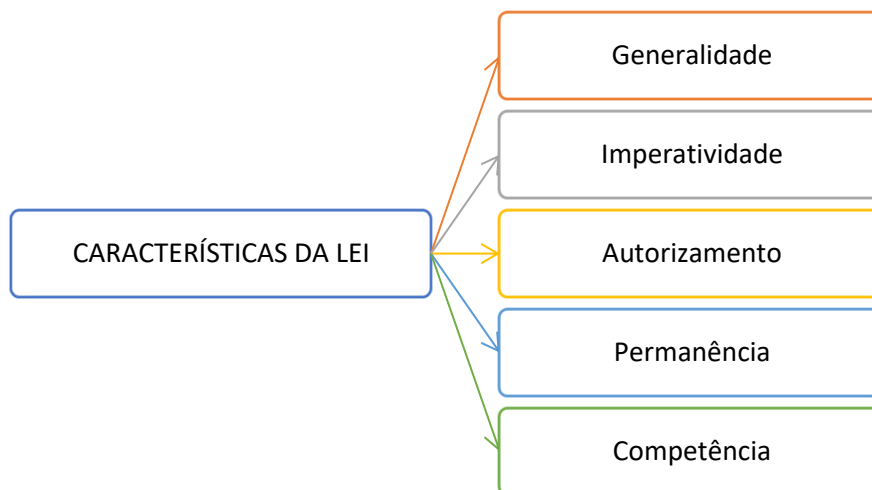 CARACTERÍSTICAS DA LEI
Generalidade
Imperatividade
Autorizamento
Permanência
Competência